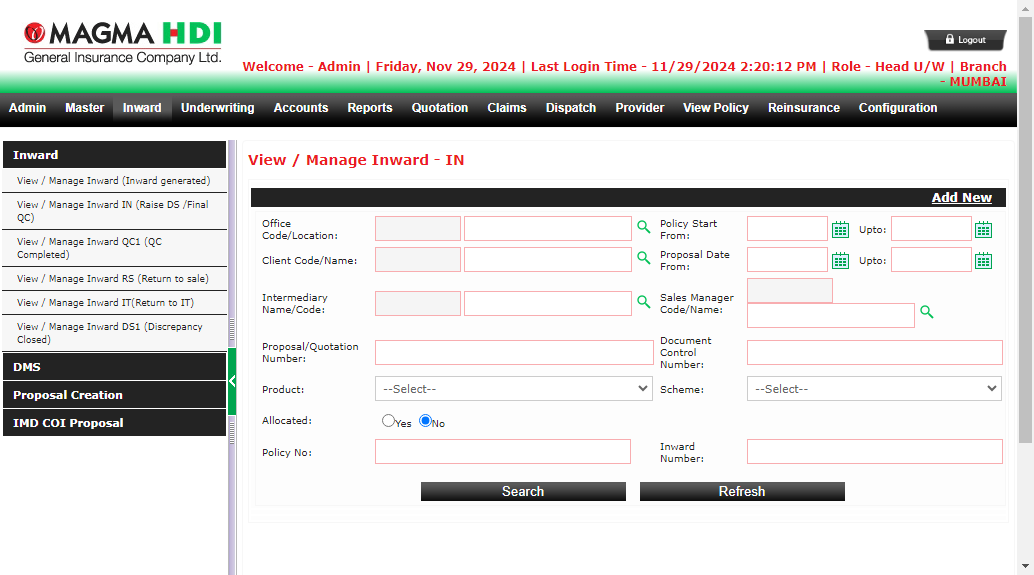 MAGMA HDI
General Insurance Company Ltd.
Logout
Welcome - Admin | Friday, Nov 29, 2024 | Last Login Time - 11/29/2024 2:20:12 PM | Role - Head U/W | Branch
- MUMBAI
Admin Master Inward Underwriting Accounts Reports Quotation Claims Dispatch Provider View Policy Reinsurance Configuration
Inward
View / Manage Inward (Inward generated)
View / Manage Inward IN (Raise DS /Final
QC)
View / Manage Inward QC1 (QC
Completed)
View / Manage Inward RS (Return to sale)
View / Manage Inward IT(Return to IT)
View / Manage Inward DS1 (Discrepancy
Closed)
DMS
Proposal Creation
IMD COI Proposal
View / Manage Inward - IN
Add New
Office
Code/Location:
Policy Start
From:
Upto:
Client Code/Name:
Proposal Date
From:
Upto:
Intermediary
Name/Code:
Sales Manager
Code/Name:
Proposal/Quotation
Number:
Document
Control
Number:
Product:
--Select--
Scheme:
--Select--
Allocated:
Yes No
Policy No:
Inward
Number:
Search
Refresh